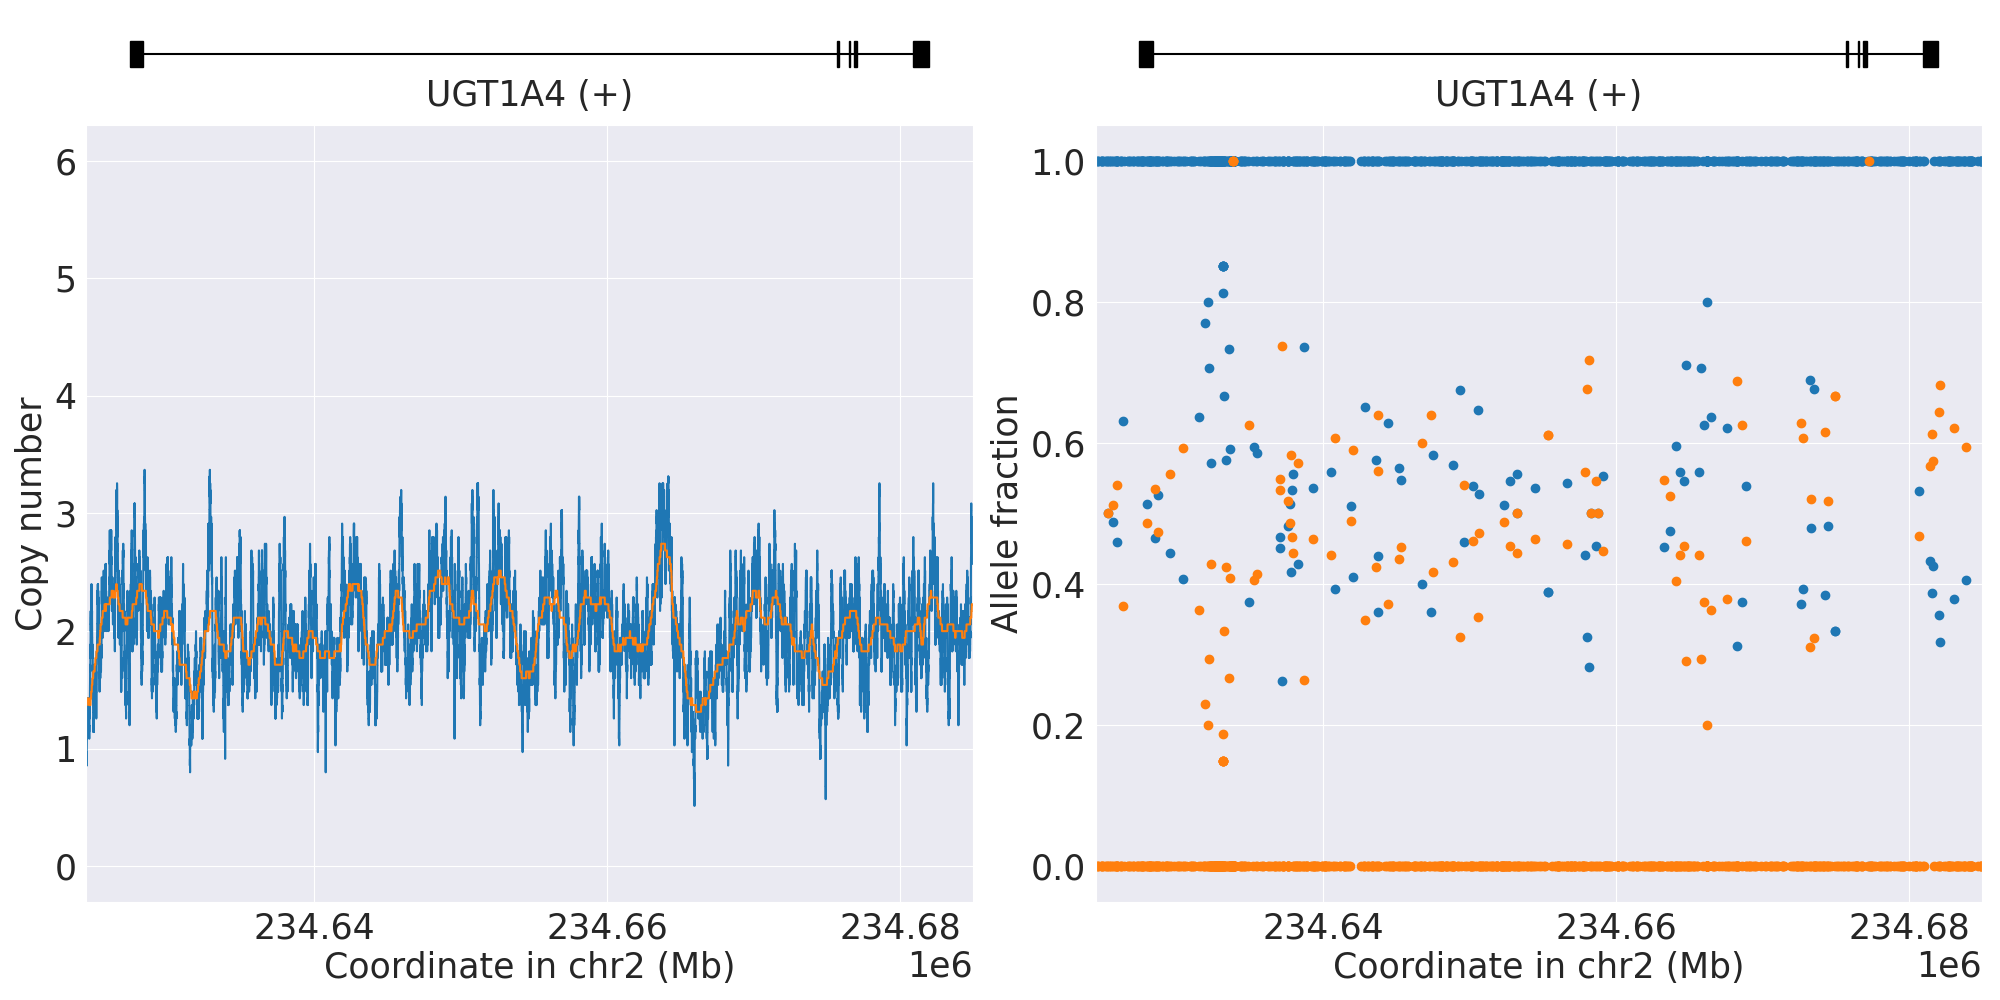 UGT1A4 (+)
6
5
4
3
2
1
0
Copy number
234.64 234.66 234.68
Coordinate in chr2 (Mb)
1e6
UGT1A4 (+)
1.0
0.8
0.6
0.4
0.2
0.0
Allele fraction
234.64 234.66 234.68
Coordinate in chr2 (Mb)
1e6